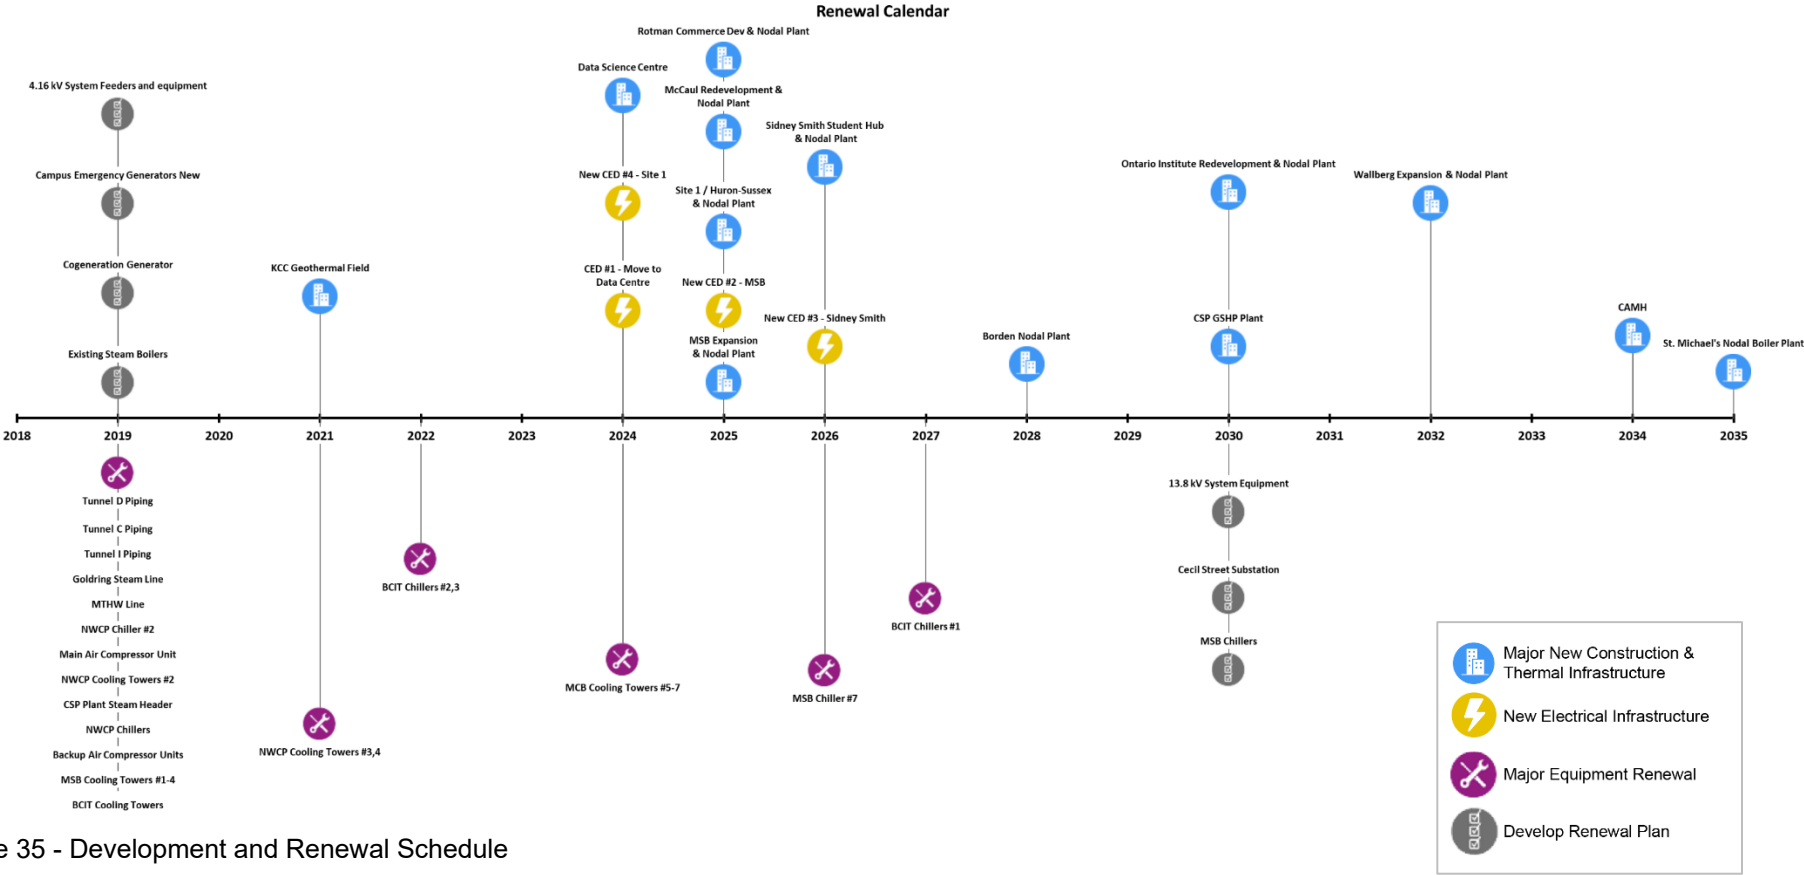 Renewal Calendar
Rotman Commerce Dev & Nodal Plant
Data Science Centre
4.16 kV System Feeders and equipment
McCaul Redevelopment &
Nodal Plant
Sidney Smith Student Hub
& Nodal Plant
Ontario Institute Redevelopment & Nodal Plant
Campus Emergency Generators New
New CED #4 - Site 1
Wallberg Expansion & Nodal Plant
Site 1 / Huron-Sussex
& Nodal Plant
Cogeneration Generator
KCC Geothermal Field
CED #1 - Move to
Data Centre
New CED #2 - MSB
New CED #3 - Sidney Smith
CSP GSHP Plant
CAMH
Borden Nodal Plant
MSB Expansion
& Nodal Plant
St. Michael's Nodal Boiler Plant
Existing Steam Boilers
2018 2019 2020 2021 2022 2023 2024 2025 2026 2027 2028 2029 2030 2031 2032 2033 2034 2035
Tunnel D Piping
Tunnel C Piping
Tunnel I Piping
Goldring Steam Line
MTHW Line
NWCP Chiller #2
Main Air Compressor Unit
NWCP Cooling Towers #2
CSP Plant Steam Header
NWCP Chillers
Backup Air Compressor Units
MSB Cooling Towers #1-4
BCIT Cooling Towers
NWCP Cooling Towers #3,4
BCIT Chillers #2,3
MCB Cooling Towers #5-7
MSB Chiller #7
BCIT Chillers #1
13.8 kV System Equipment
Cecil Street Substation
MSB Chillers
Major New Construction &
Thermal Infrastructure
New Electrical Infrastructure
Major Equipment Renewal
Develop Renewal Plan
e 35 - Development and Renewal Schedule